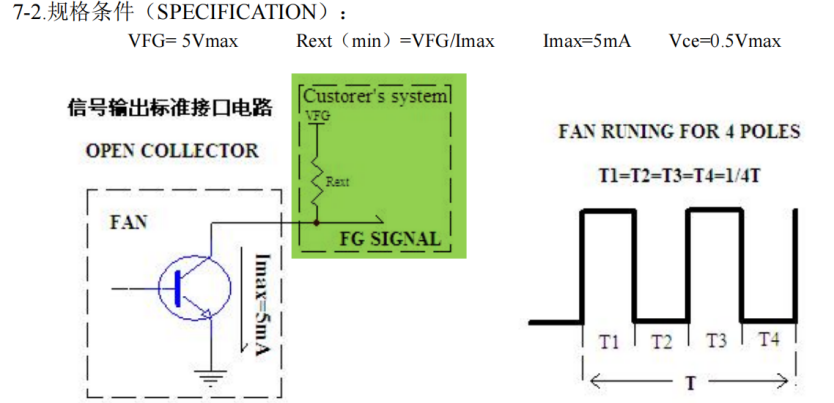 7-2.规格条件（SPECIFICATION）：
VFG= 5Vmax Rext（min）=VFG/Imax Imax=5mA Vce=0.5Vmax
信号输出标准接口电路
OPEN COLLECTOR
Custorer's system
VFG
Rext
FAN
FG SIGNAL
Imax=5mA
FAN RUNING FOR 4 POLES
T1=T2=T3=T4=1/4T
T1 T2 T3 T4
T